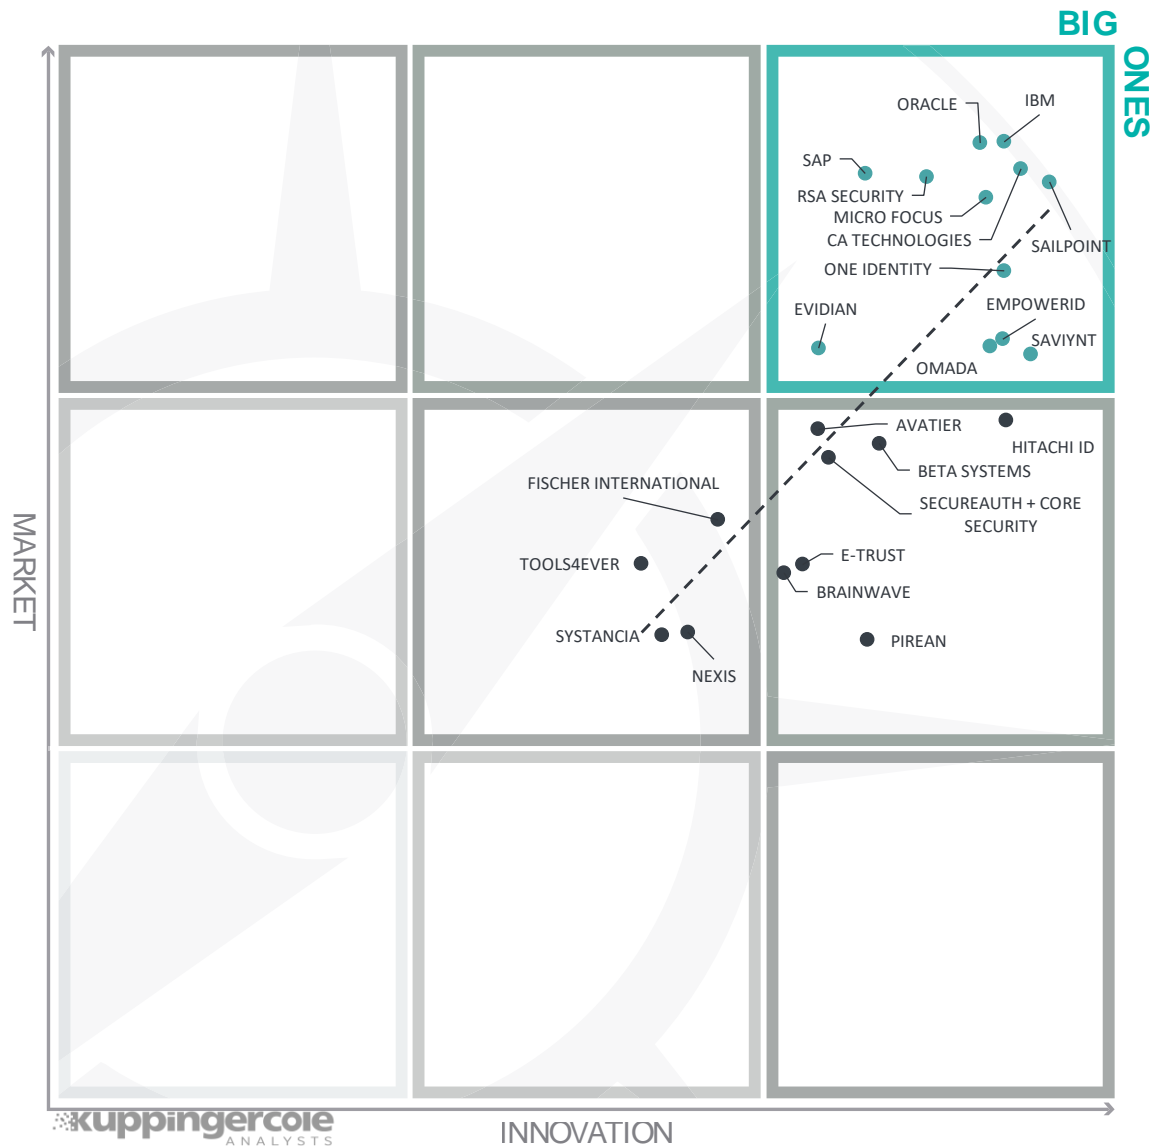 BIG
ONES
ORACLE
IBM
SAP
RSA SECURITY
MICRO FOCUS
CA TECHNOLOGIES
SAILPOINT
ONE IDENTITY
EVIDIAN
EMPOWERID
SAVIYNT
OMADA
AVATIER
HITACHI ID
BETA SYSTEMS
FISCHER INTERNATIONAL
SECUREAUTH + CORE
SECURITY
TOOLS4EVER
E-TRUST
BRAINWAVE
SYSTANCIA
PIREAN
NEXIS
MARKET
kuppingercole
ANALYSTS
INNOVATION